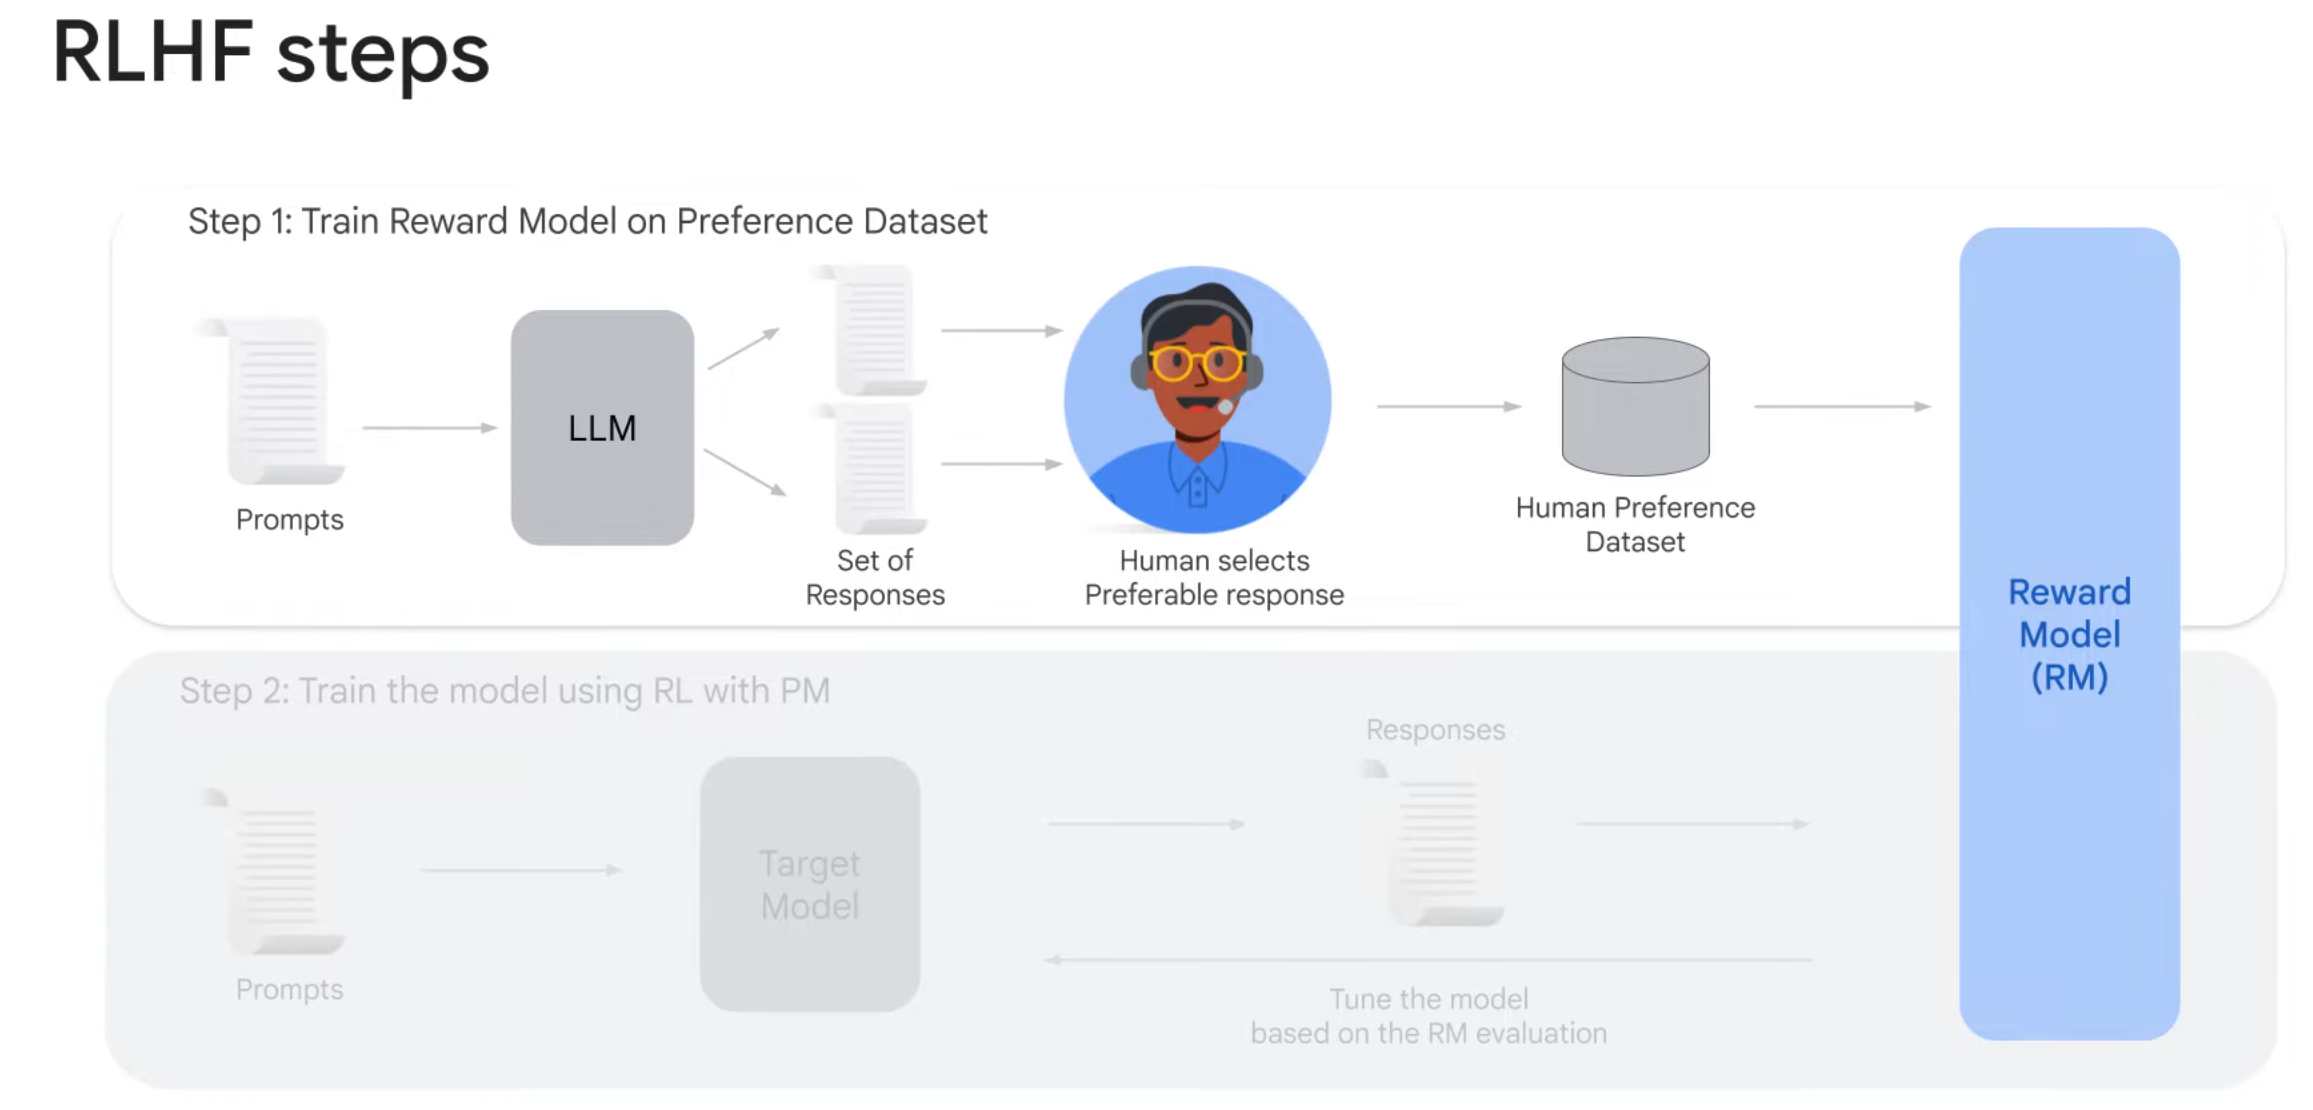 RLHF steps
Step 1: Train Reward Model on Preference Dataset
Prompts
LLM
Set of
Responses
Human selects
Preferable response
Human Preference
Dataset
Reward
Model
(RM)
Step 2: Train the model using RL with PM
Prompts
Target
Model
Responses
Tune the model
based on the RM evaluation